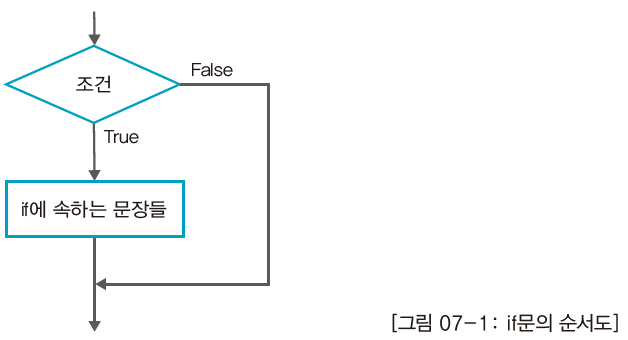 조건
False
True
if에 속하는 문장들
[그림 07-1: if문의 순서도]